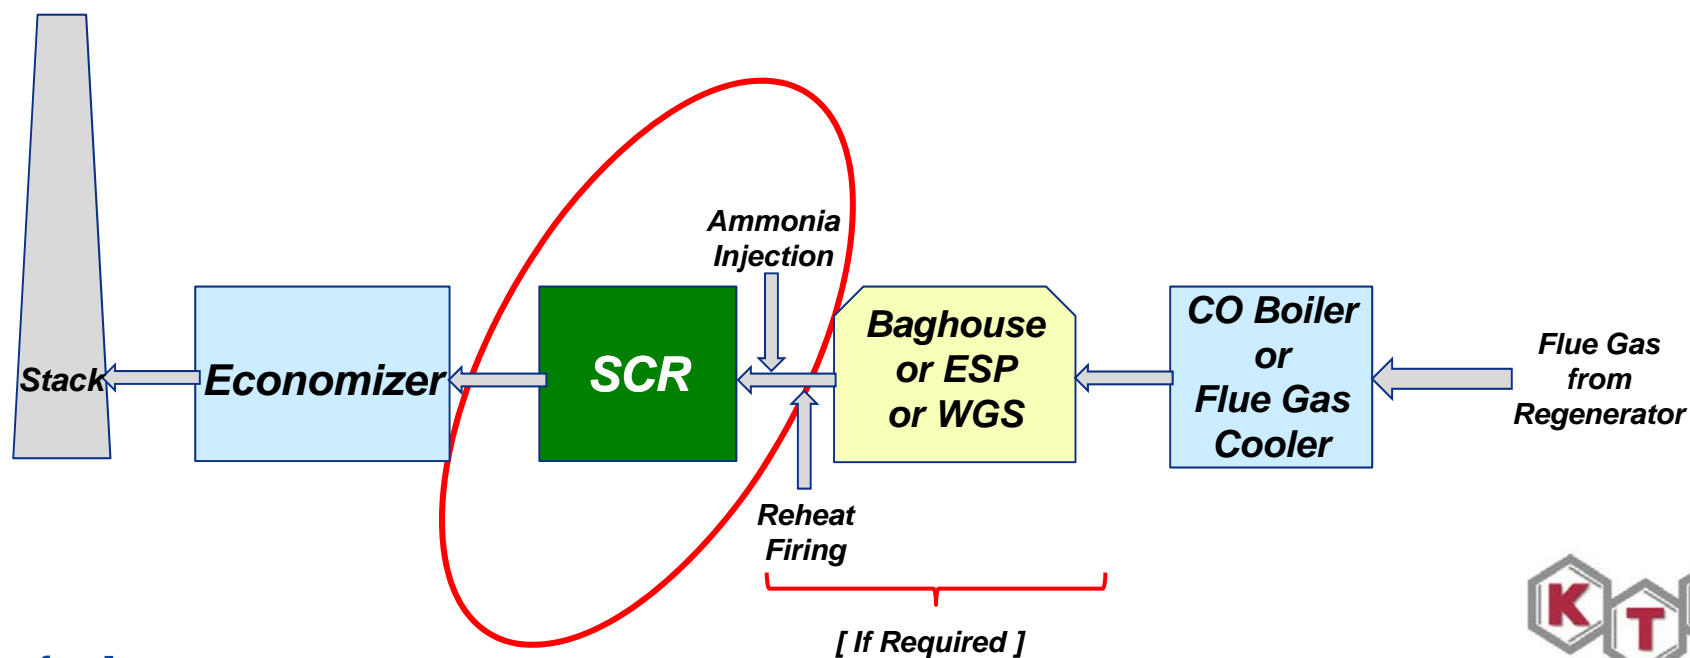 Ammonia
Injection
Stack
Economizer
SCR
Baghouse
or ESP
or WGS
CO Boiler
or
Flue Gas
Cooler
Flue Gas
from
Regenerator
Reheat
Firing
[ If Required ]
K T